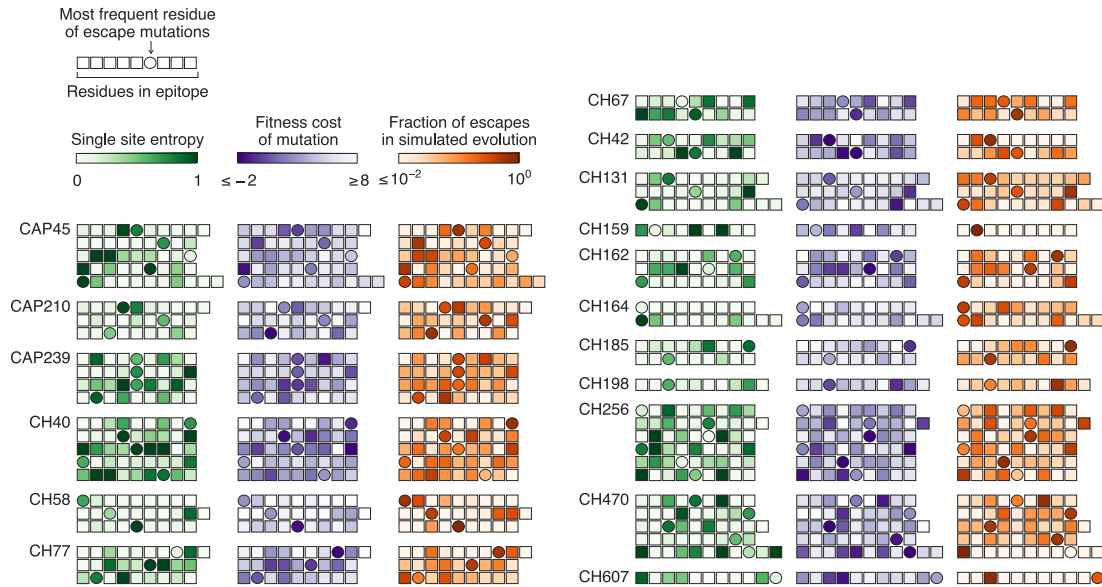 Most frequent residue
of escape mutations
Residues in epitope
Single site entropy
0 1
Fitness cost
of mutation
≤ −2 ≥8
Fraction of escapes
in simulated evolution
≤10⁻² 10⁰
CAP45
CAP210
CAP239
CH40
CH58
CH77
CH67
CH42
CH131
CH159
CH162
CH164
CH185
CH198
CH256
CH470
CH607